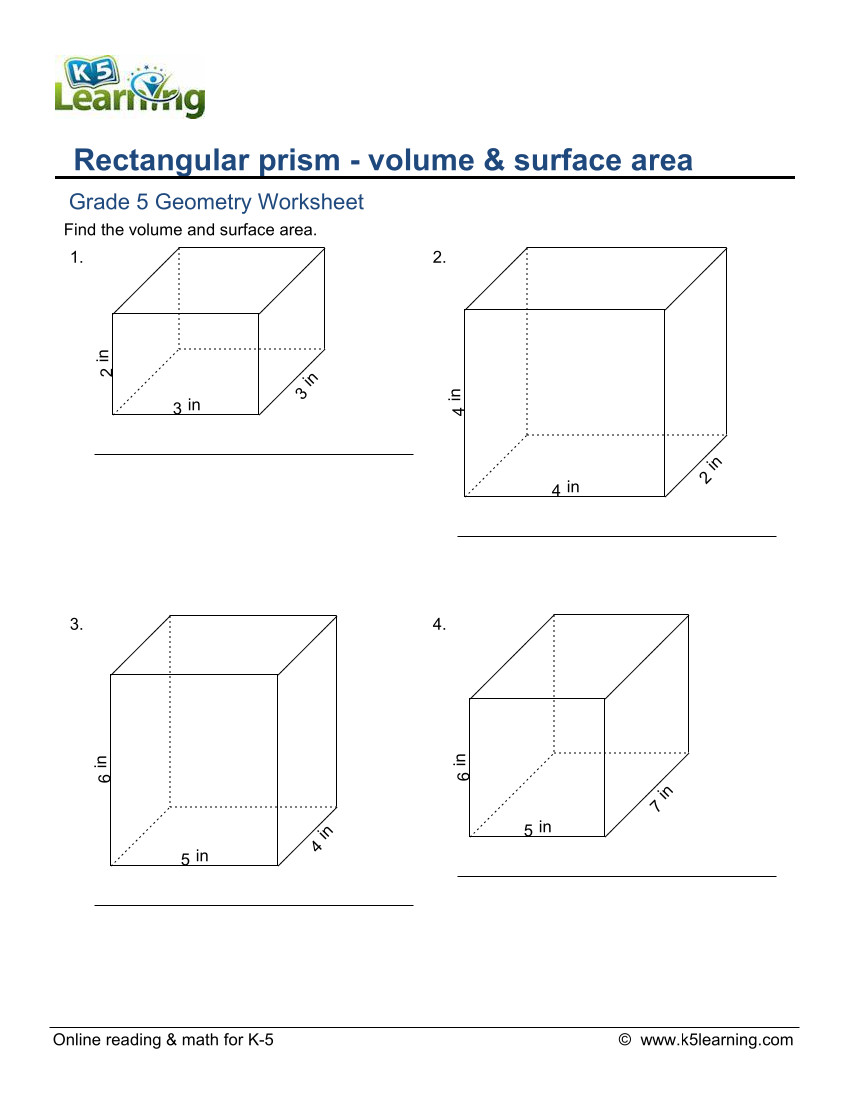 K5
Learning
Rectangular prism - volume & surface area
Grade 5 Geometry Worksheet
Find the volume and surface area.
1.
2 in
3 in
3 in
2.
4 in
4 in
2 in
3.
6 in
5 in
4 in
4.
6 in
5 in
7 in
Online reading & math for K-5
© www.k5learning.com